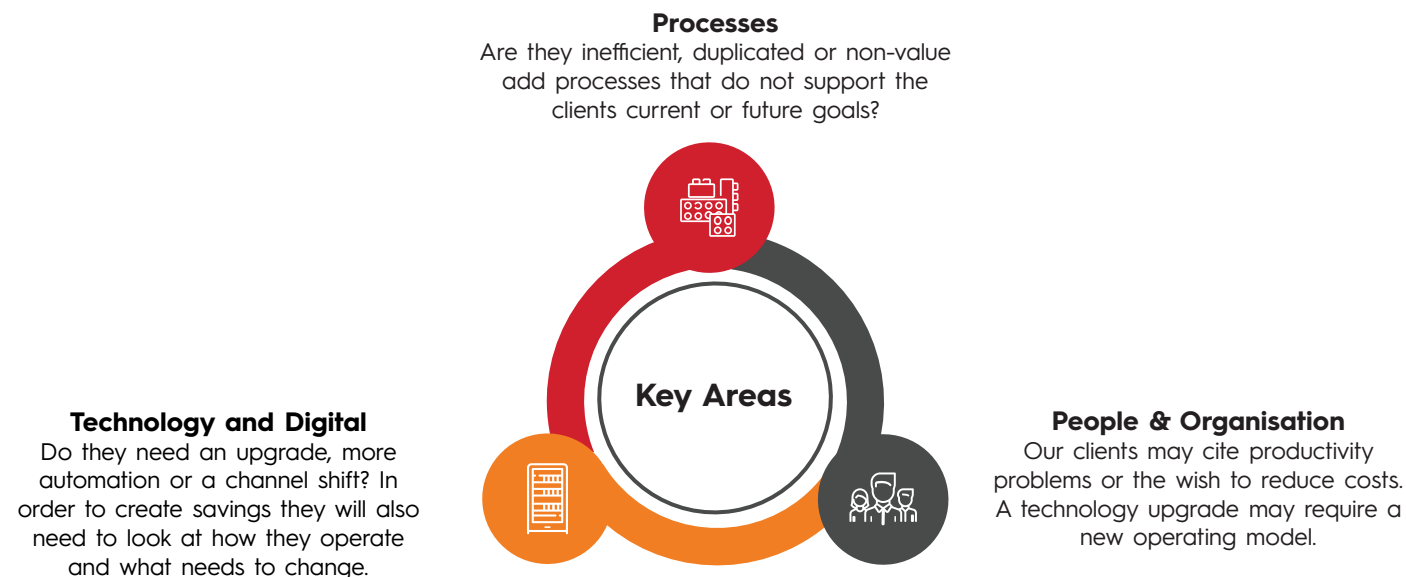 Processes
Are they inefficient, duplicated or non-value
add processes that do not support the
clients current or future goals?
Key Areas
Technology and Digital
Do they need an upgrade, more
automation or a channel shift? In
order to create savings they will also
need to look at how they operate
and what needs to change.
People & Organisation
Our clients may cite productivity
problems or the wish to reduce costs.
A technology upgrade may require a
new operating model.